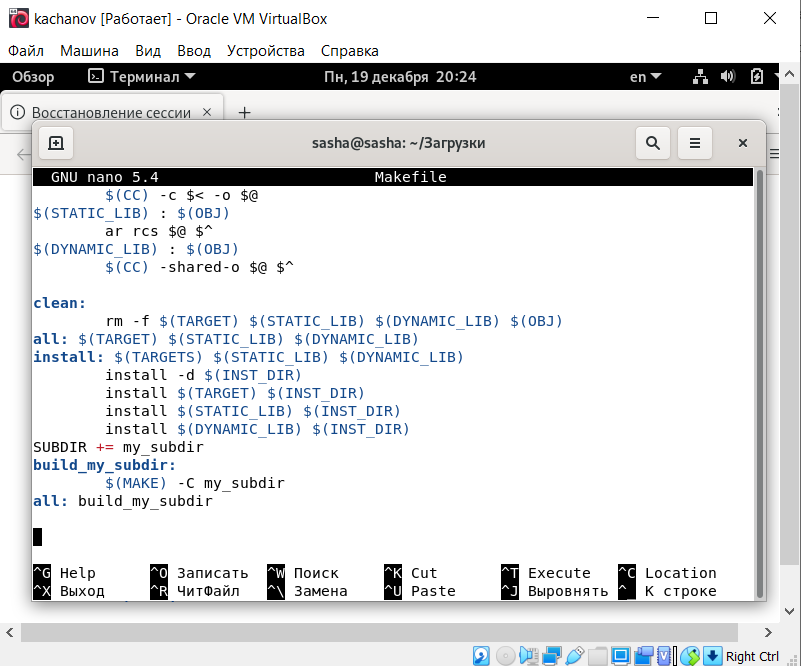 kachanov [Работает] - Oracle VM VirtualBox
Файл Машина Вид Ввод Устройства Справка
Обзор Терминал Пн, 19 декабря 20:24 en
Восстановление сессии
sasha@sasha: ~/Загрузки
GNU nano 5.4 Makefile
$(CC) -c $< -o $@
$(STATIC_LIB) : $(OBJ)
ar rcs $@ $^
$(DYNAMIC_LIB) : $(OBJ)
$(CC) -shared-o $@ $^
clean:
rm -f $(TARGET) $(STATIC_LIB) $(DYNAMIC_LIB) $(OBJ)
all: $(TARGET) $(STATIC_LIB) $(DYNAMIC_LIB)
install: $(TARGETS) $(STATIC_LIB) $(DYNAMIC_LIB)
install -d $(INST_DIR)
install $(TARGET) $(INST_DIR)
install $(STATIC_LIB) $(INST_DIR)
install $(DYNAMIC_LIB) $(INST_DIR)
SUBDIR += my_subdir
build_my_subdir:
$(MAKE) -C my_subdir
all: build_my_subdir
^G Help ^O Записать ^W Поиск ^K Cut ^T Execute ^C Location
^X Выход ^R ЧитФайл ^\ Замена ^U Paste ^J Выровнять ^_ К строке
Right Ctrl